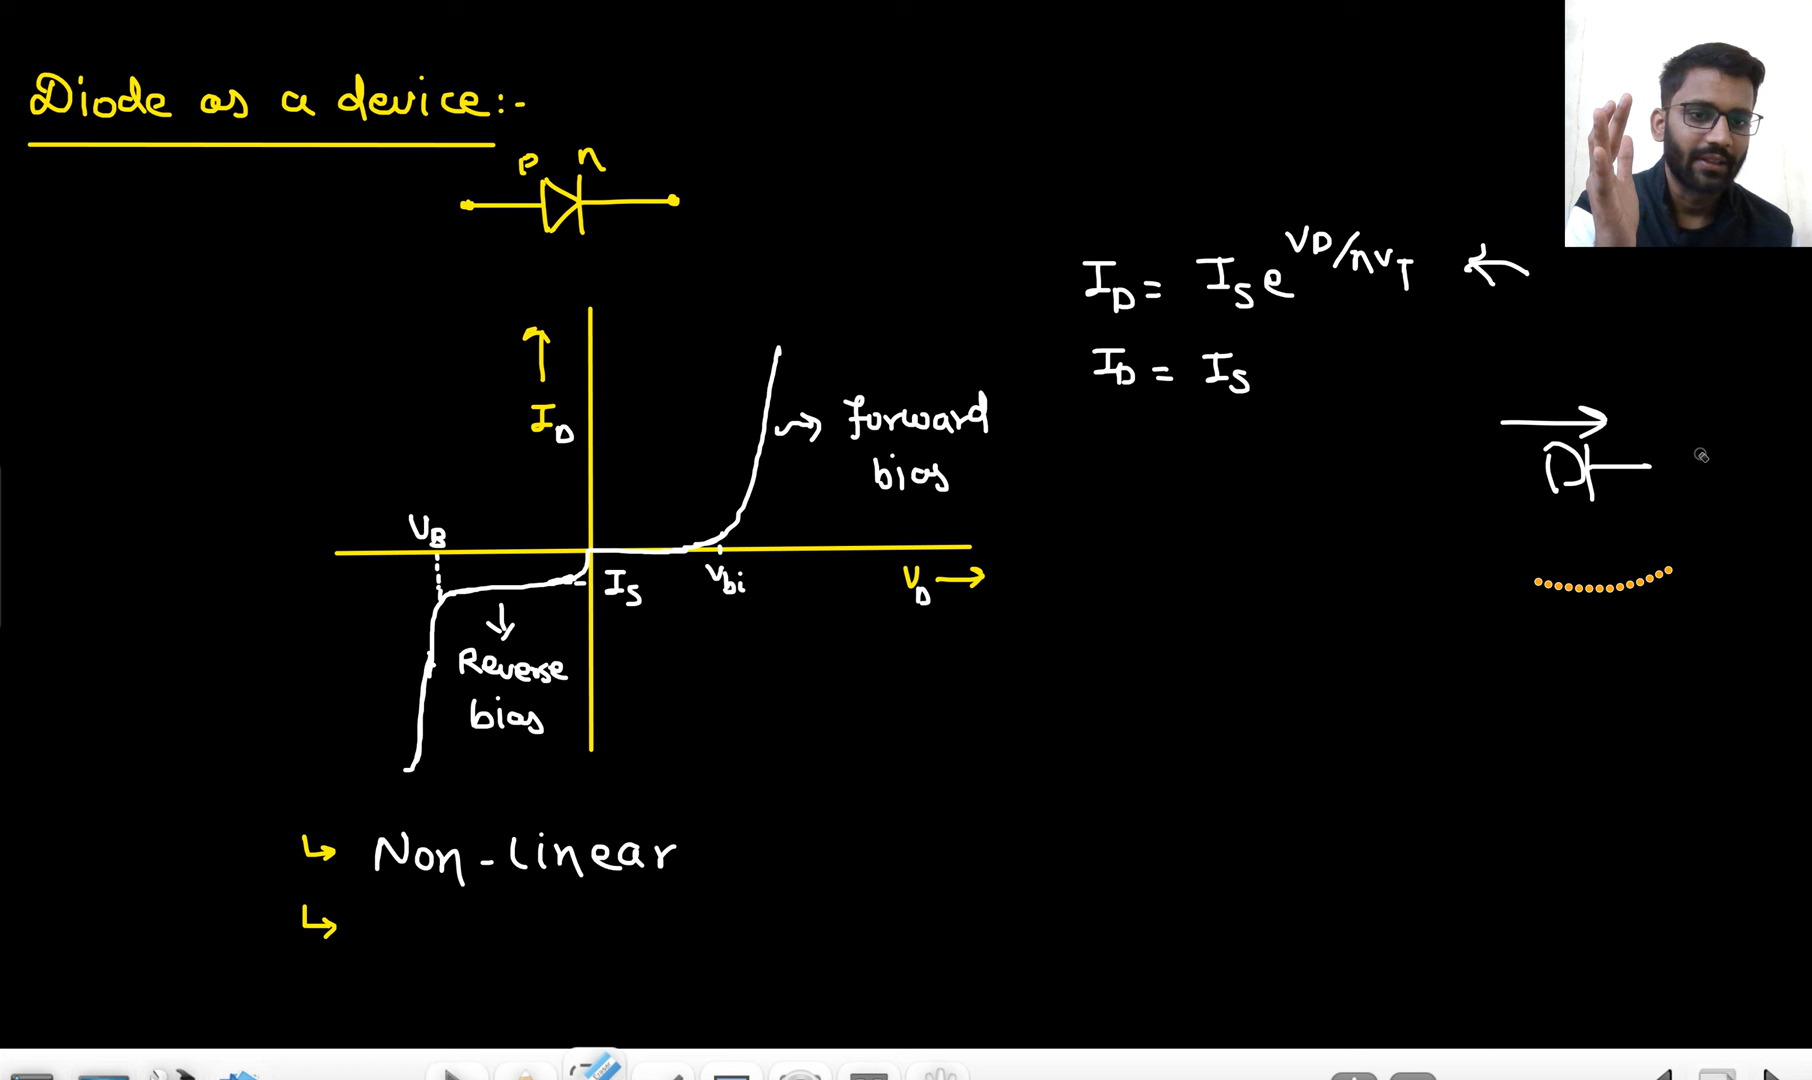 Diode as a device:-
P n
I_D = I_S e^{VD/nV_T}
I_D = I_S
I_D
forward
bias
V_B
I_S
V_bi
V_D
D
Reverse
bias
Non-Linear